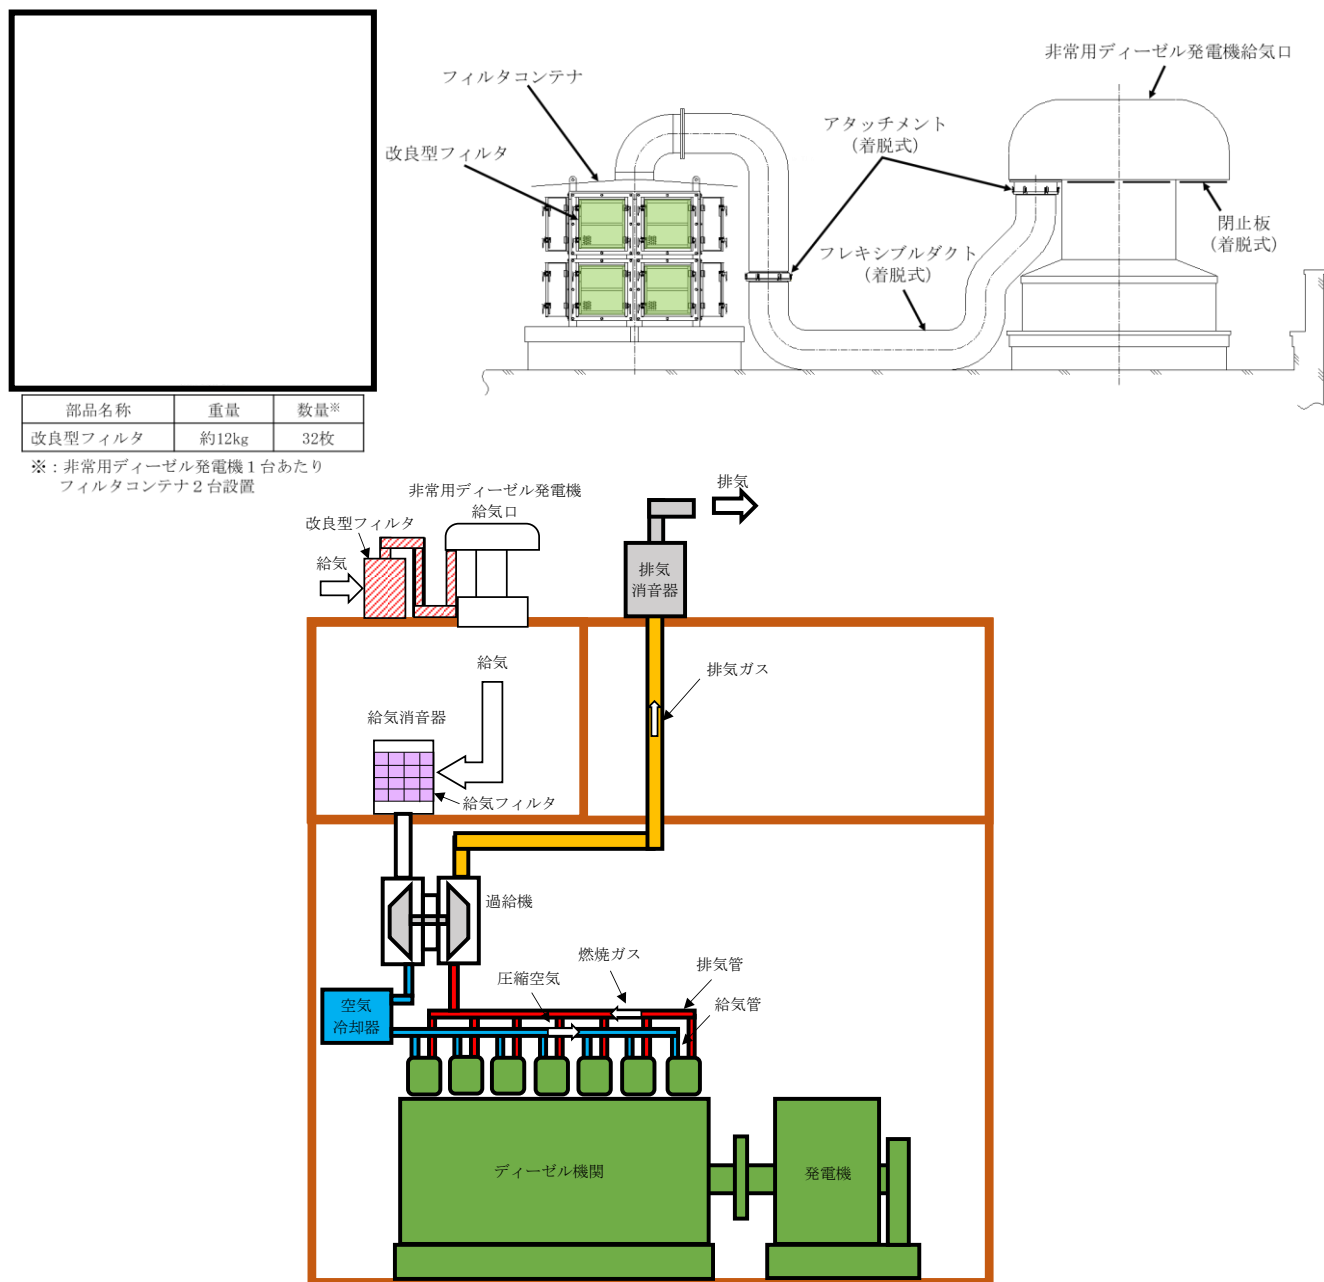 非常用ディーゼル発電機給気口
フィルタコンテナ
アタッチメント
(着脱式)
改良型フィルタ
閉止板
(着脱式)
フレキシブルダクト
(着脱式)
部品名称 重量 数量※
改良型フィルタ 約12kg 32枚
※：非常用ディーゼル発電機１台あたり
フィルタコンテナ２台設置
非常用ディーゼル発電機
給気口
排気
改良型フィルタ
給気
排気
消音器
給気
排気ガス
給気消音器
給気フィルタ
過給機
燃焼ガス
排気管
圧縮空気
給気管
空気
冷却器
ディーゼル機関
発電機